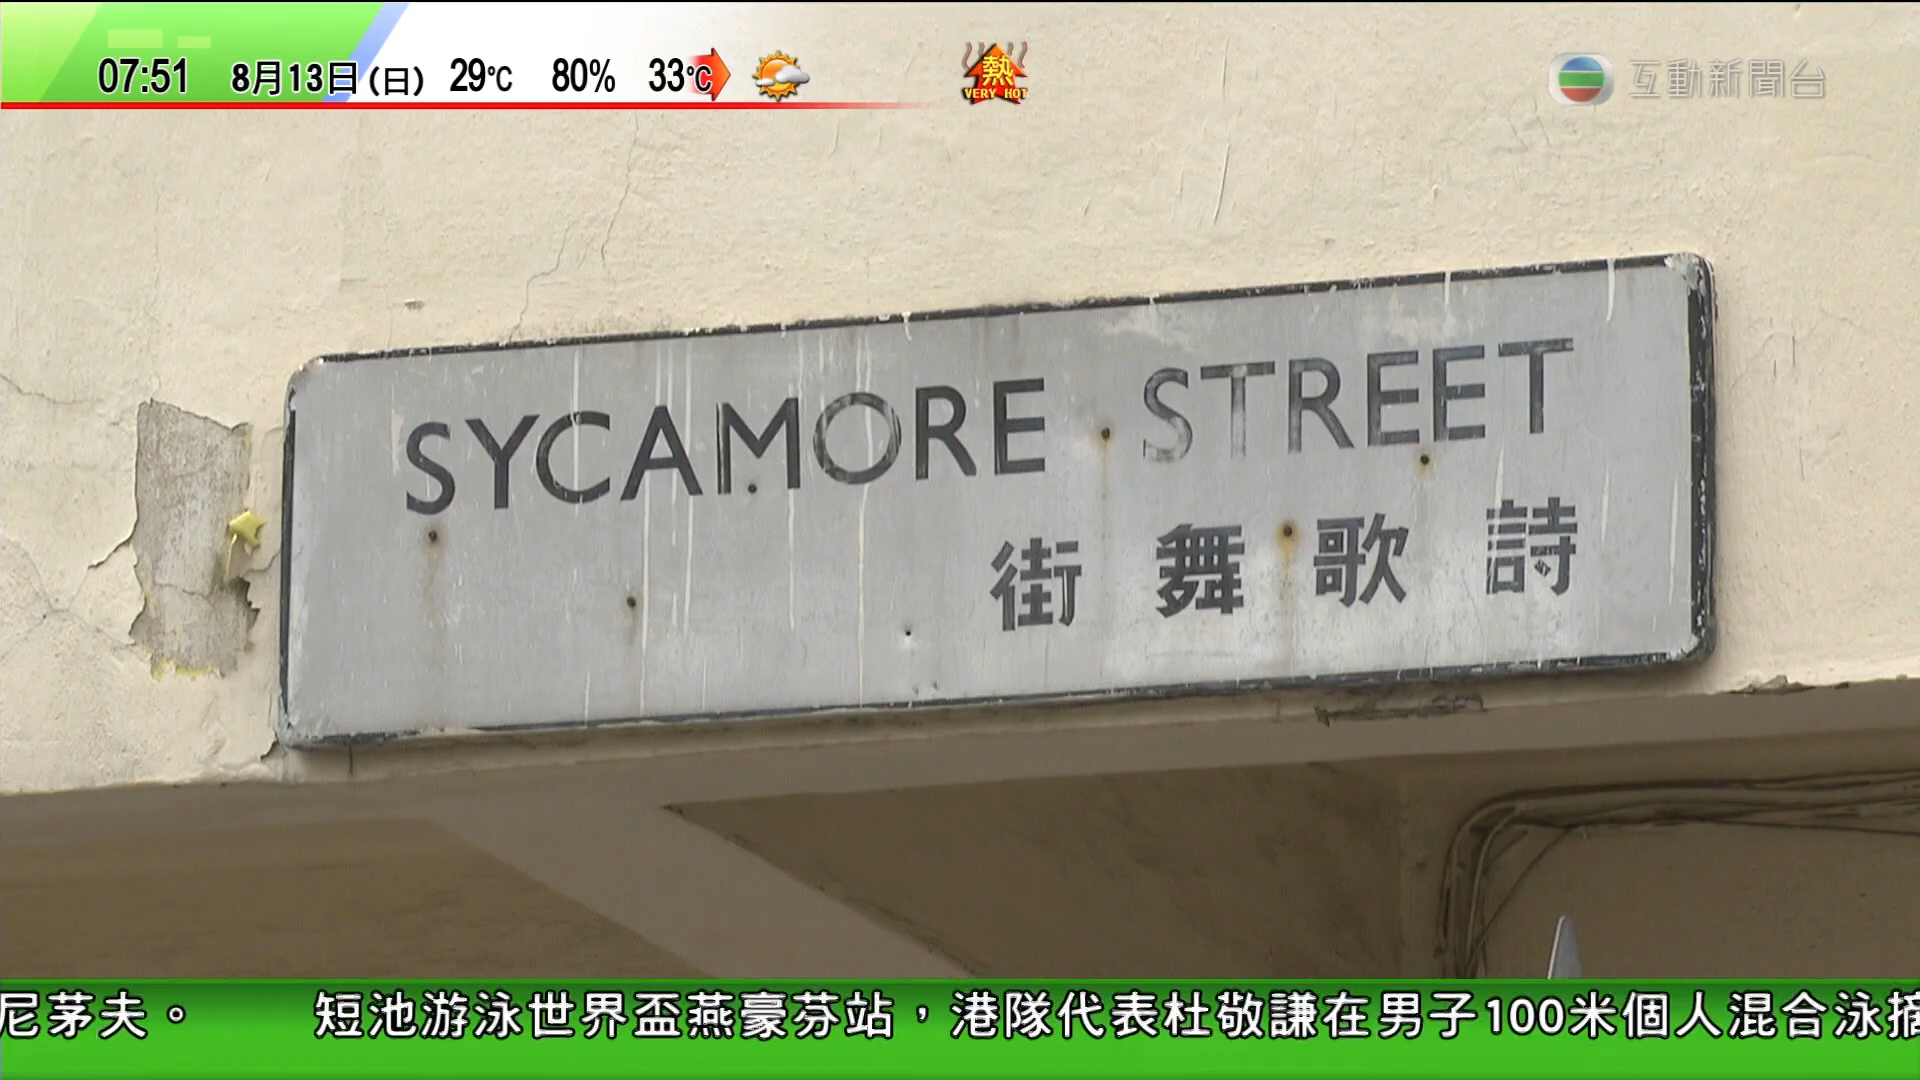 07:51 8月13日(日) 29°C 80% 33°C
熱
VERY HOT
互動新聞台
SYCAMORE STREET
街舞歌詩
尼茅夫。 短池游泳世界盃燕豪芬站，港隊代表杜敬謙在男子100米個人混合泳摘